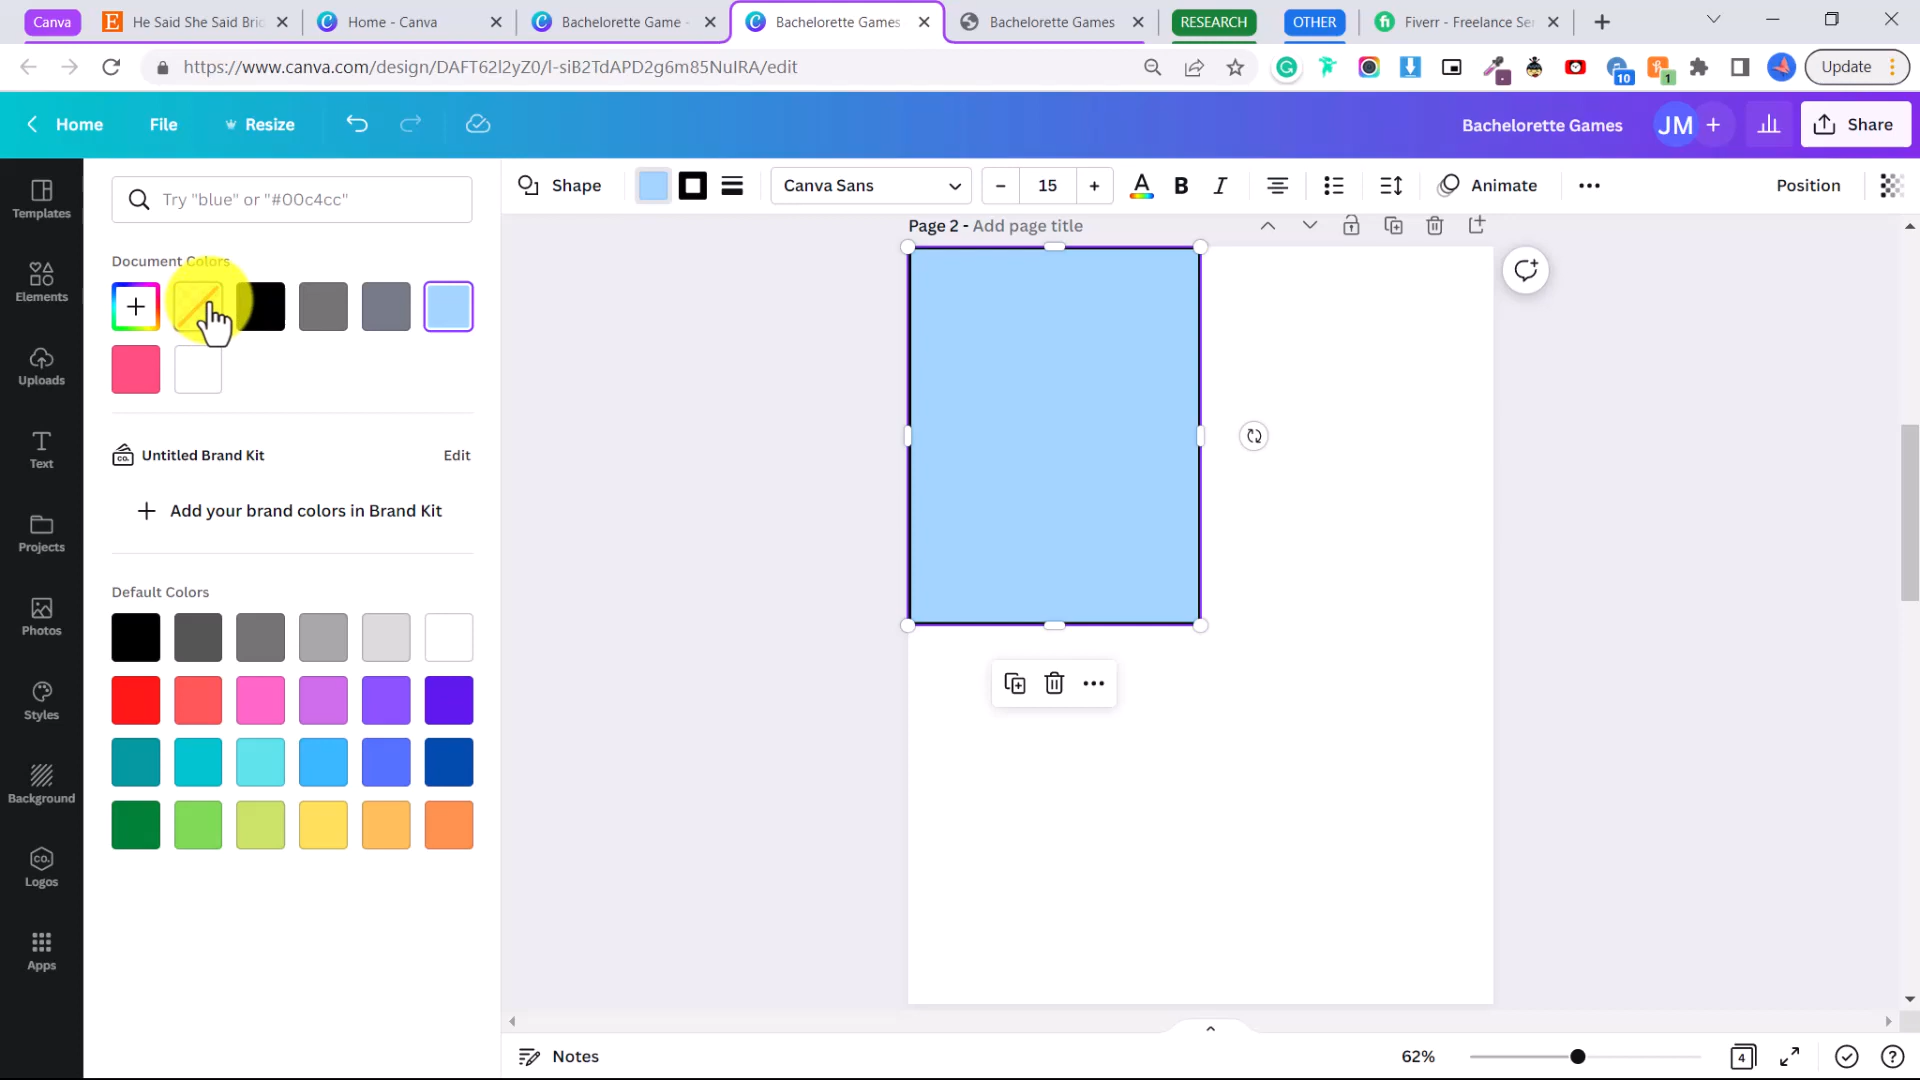 Canva
He Said She Said Bric
Home - Canva
Bachelorette Game -
Bachelorette Games
Bachelorette Games
RESEARCH
OTHER
Fiverr - Freelance Ser
https://www.canva.com/design/DAFT62l2yZ0/l-siB2TdAPD2g6m85NuIRA/edit
10
1
Update
Home
File
Resize
Bachelorette Games
JM
Share
Templates
Elements
Uploads
Text
Projects
Photos
Styles
Background
Logos
Apps
Try "blue" or "#00c4cc"
Document Colors
Untitled Brand Kit
Edit
Add your brand colors in Brand Kit
Default Colors
Shape
Canva Sans
15
A
B
I
Animate
Position
Page 2 - Add page title
Notes
62%
4